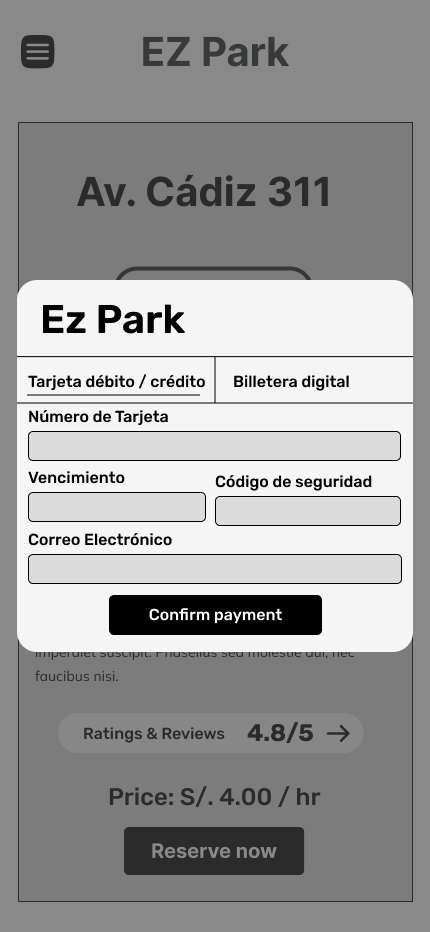 EZ Park
Av. Cádiz 311
Ez Park
Tarjeta débito / crédito
Billetera digital
Número de Tarjeta
Vencimiento
Código de seguridad
Correo Electrónico
Confirm payment
imperdiet suscipit. Phasellus sed molestie dui, nec
faucibus nisi.
Ratings & Reviews 4.8/5
Price: S/. 4.00 / hr
Reserve now